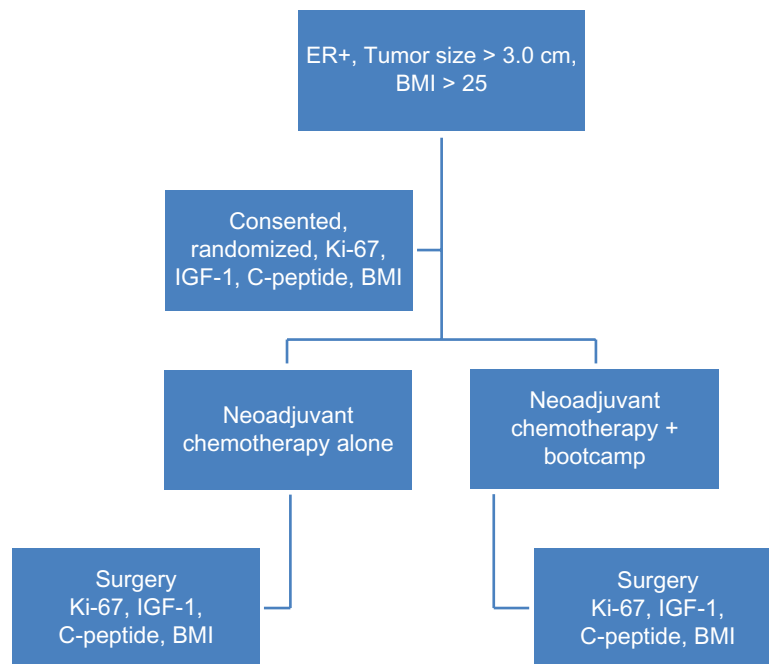 ER+, Tumor size > 3.0 cm,
BMI > 25
Consented,
randomized, Ki-67,
IGF-1, C-peptide, BMI
Neoadjuvant
chemotherapy alone
Neoadjuvant
chemotherapy +
bootcamp
Surgery
Ki-67, IGF-1,
C-peptide, BMI
Surgery
Ki-67, IGF-1,
C-peptide, BMI